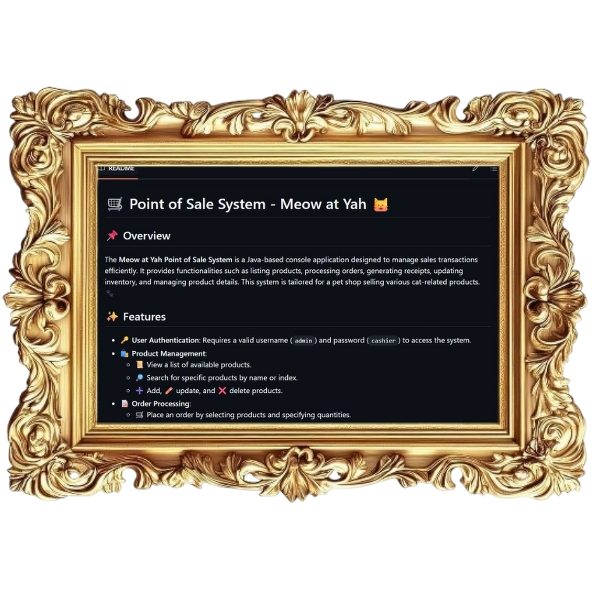 README
🛒 Point of Sale System - Meow at Yah 🐱
📌 Overview
The Meow at Yah Point of Sale System is a Java-based console application designed to manage sales transactions
efficiently. It provides functionalities such as listing products, processing orders, generating receipts, updating
inventory, and managing product details. This system is tailored for a pet shop selling various cat-related products.
🐾
✨ Features
• 🔑 User Authentication: Requires a valid username ( admin ) and password ( cashier ) to access the system.
• 🛍️ Product Management:
◦ 📜 View a list of available products.
◦ 🔎 Search for specific products by name or index.
◦ ➕ Add, ✏️ update, and ❌ delete products.
• 📝 Order Processing:
◦ 🛒 Place an order by selecting products and specifying quantities.